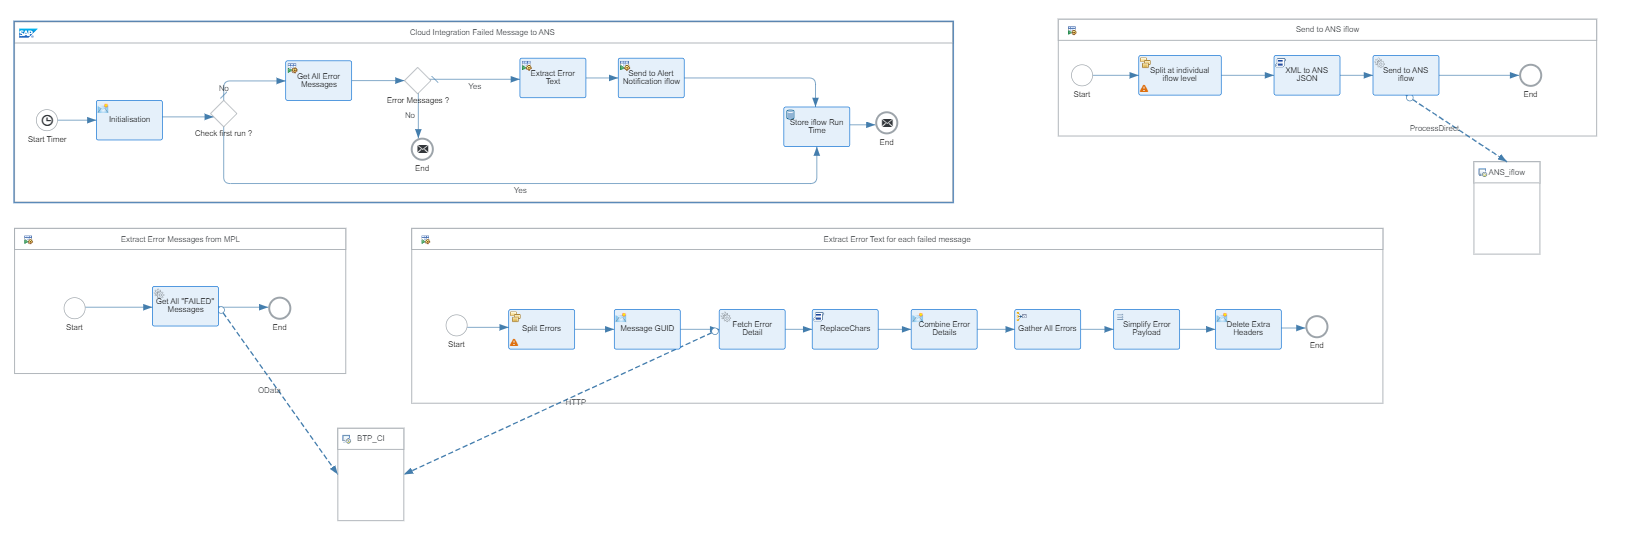 SAP
Cloud Integration Failed Message to ANS
Start Timer
Initialisation
No
Check first run ?
Get All Error
Messages
Error Messages ?
Yes
No
End
Extract Error
Text
Send to Alert
Notification iflow
Store iflow Run
Time
End
Yes
Send to ANS iflow
Start
Split at individual
iflow level
XML to ANS
JSON
Send to ANS
iflow
End
ProcessDirect
ANS_iflow
Extract Error Messages from MPL
Start
Get All "FAILED"
Messages
End
OData
BTP_CI
Extract Error Text for each failed message
Start
Split Errors
Message GUID
Fetch Error
Detail
ReplaceChars
Combine Error
Details
Gather All Errors
Simplify Error
Payload
Delete Extra
Headers
End
HTTP